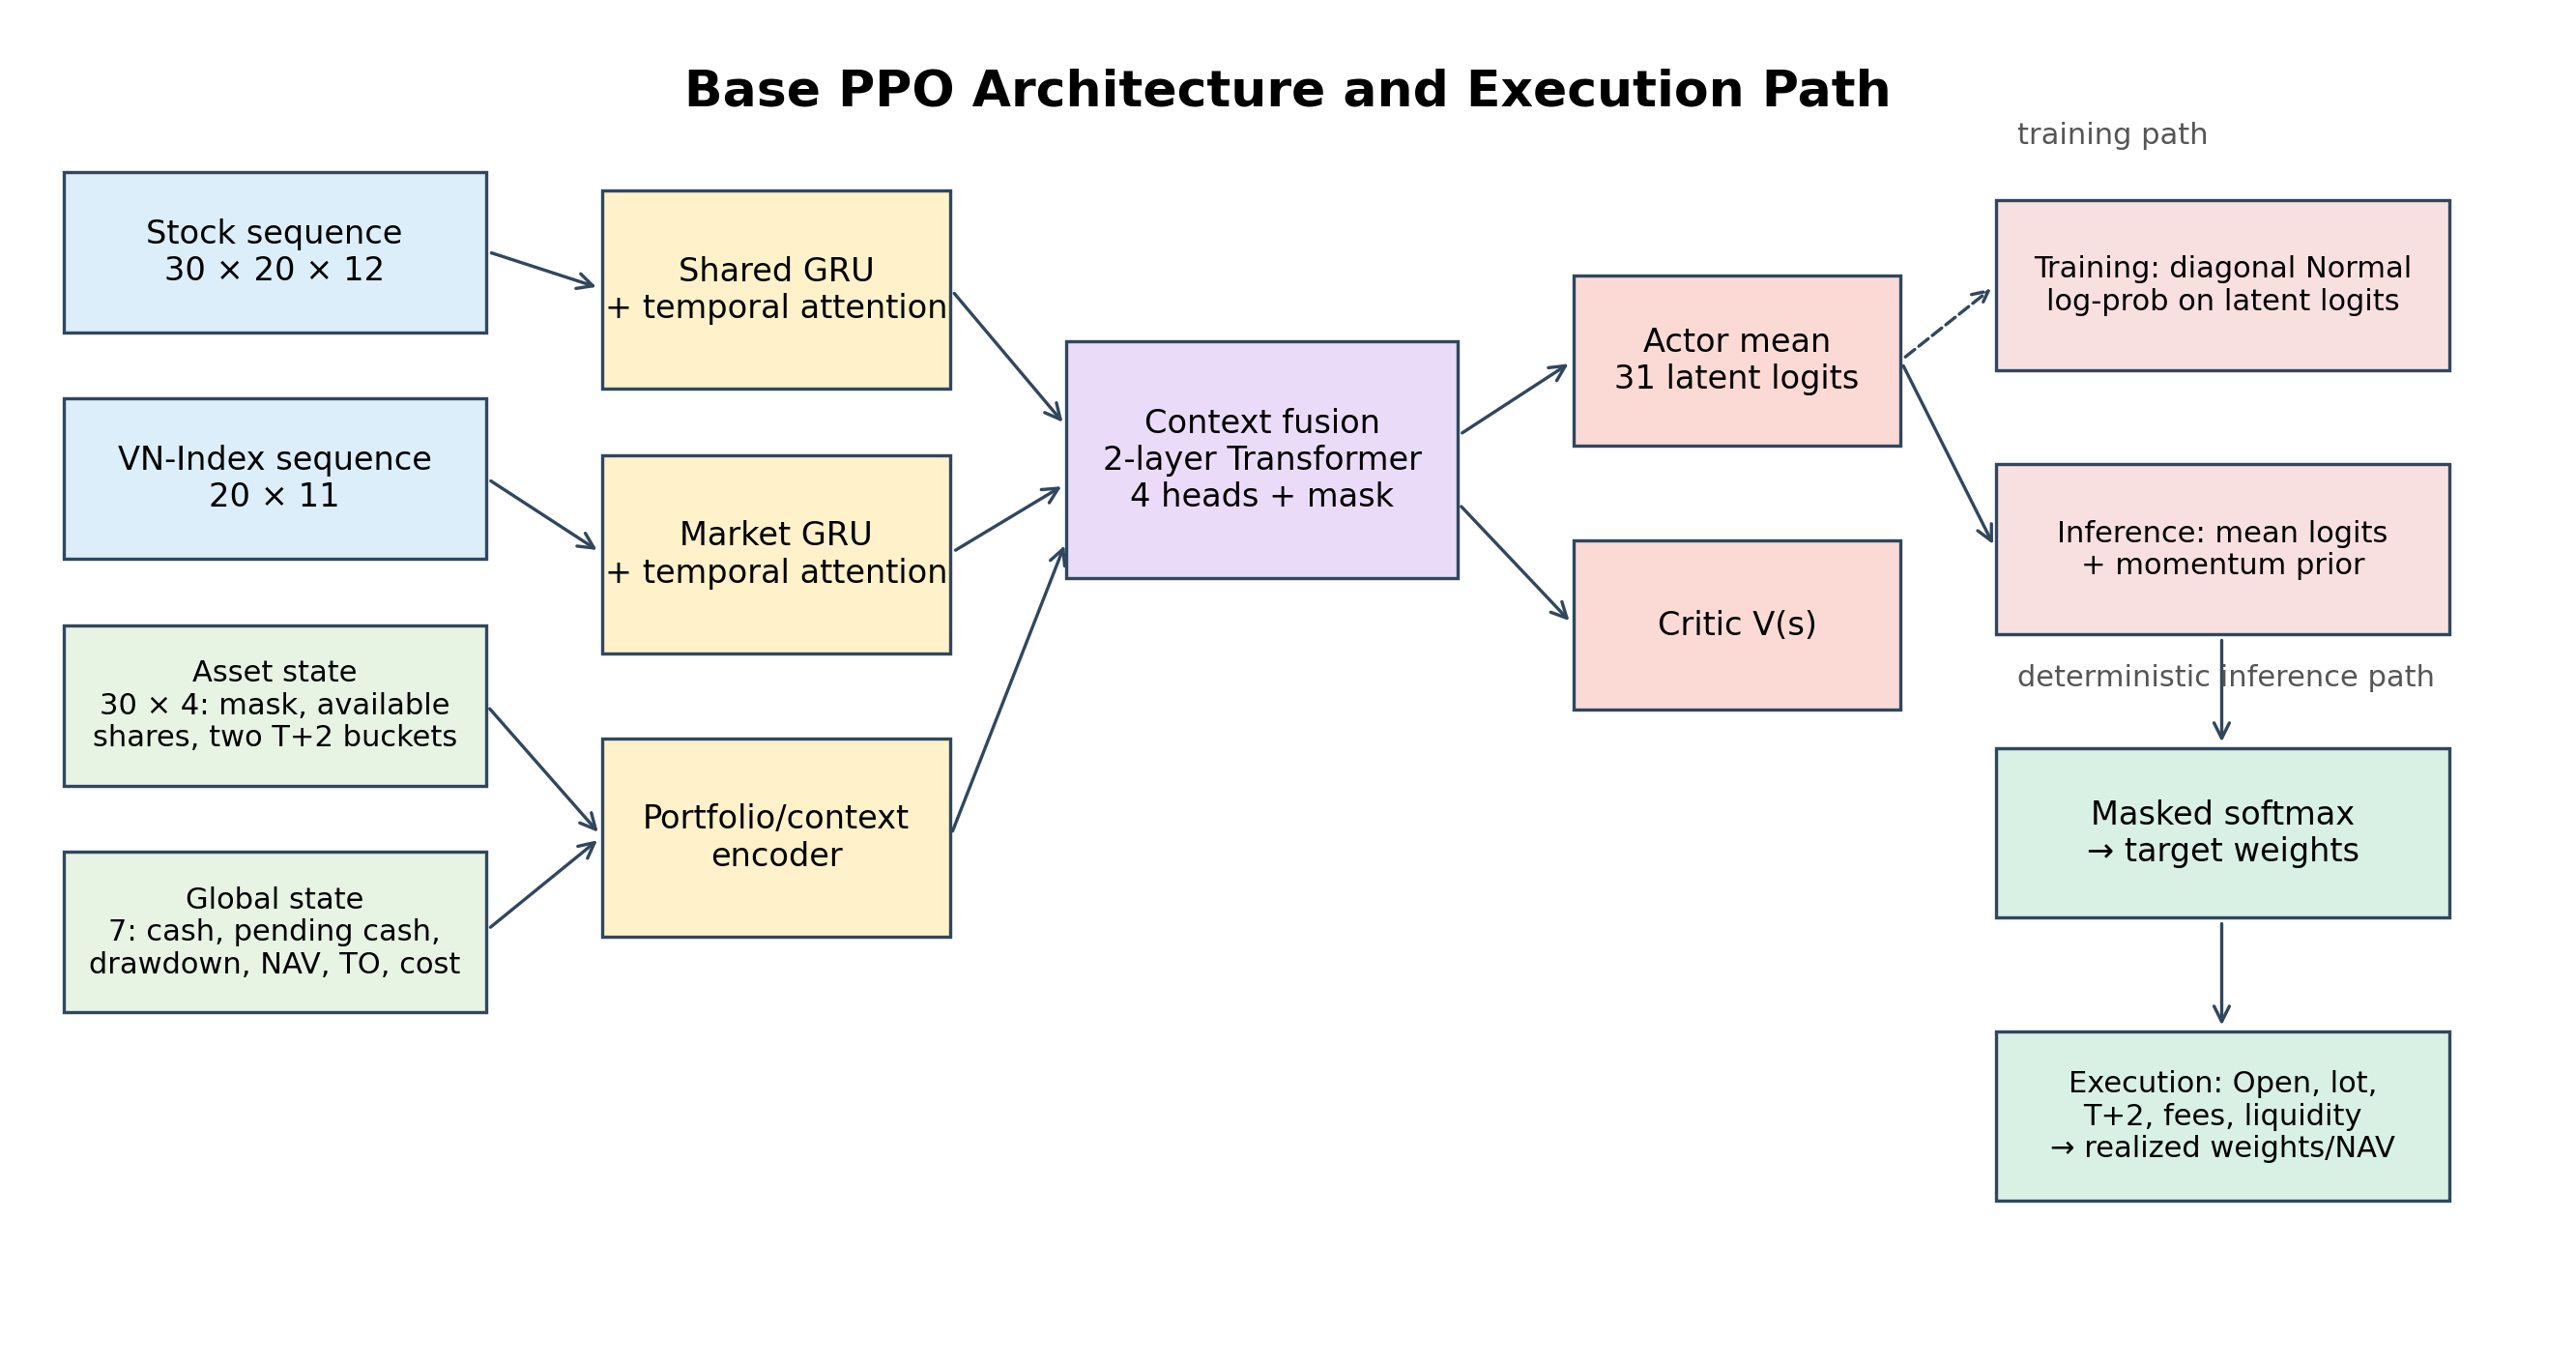 Base PPO Architecture and Execution Path
training path
Stock sequence
30 × 20 × 12
VN-Index sequence
20 × 11
Asset state
30 × 4: mask, available
shares, two T+2 buckets
Global state
7: cash, pending cash,
drawdown, NAV, TO, cost
Shared GRU
+ temporal attention
Market GRU
+ temporal attention
Portfolio/context
encoder
Context fusion
2-layer Transformer
4 heads + mask
Actor mean
31 latent logits
Critic V(s)
Training: diagonal Normal
log-prob on latent logits
Inference: mean logits
+ momentum prior
deterministic inference path
Masked softmax
→ target weights
Execution: Open, lot,
T+2, fees, liquidity
→ realized weights/NAV